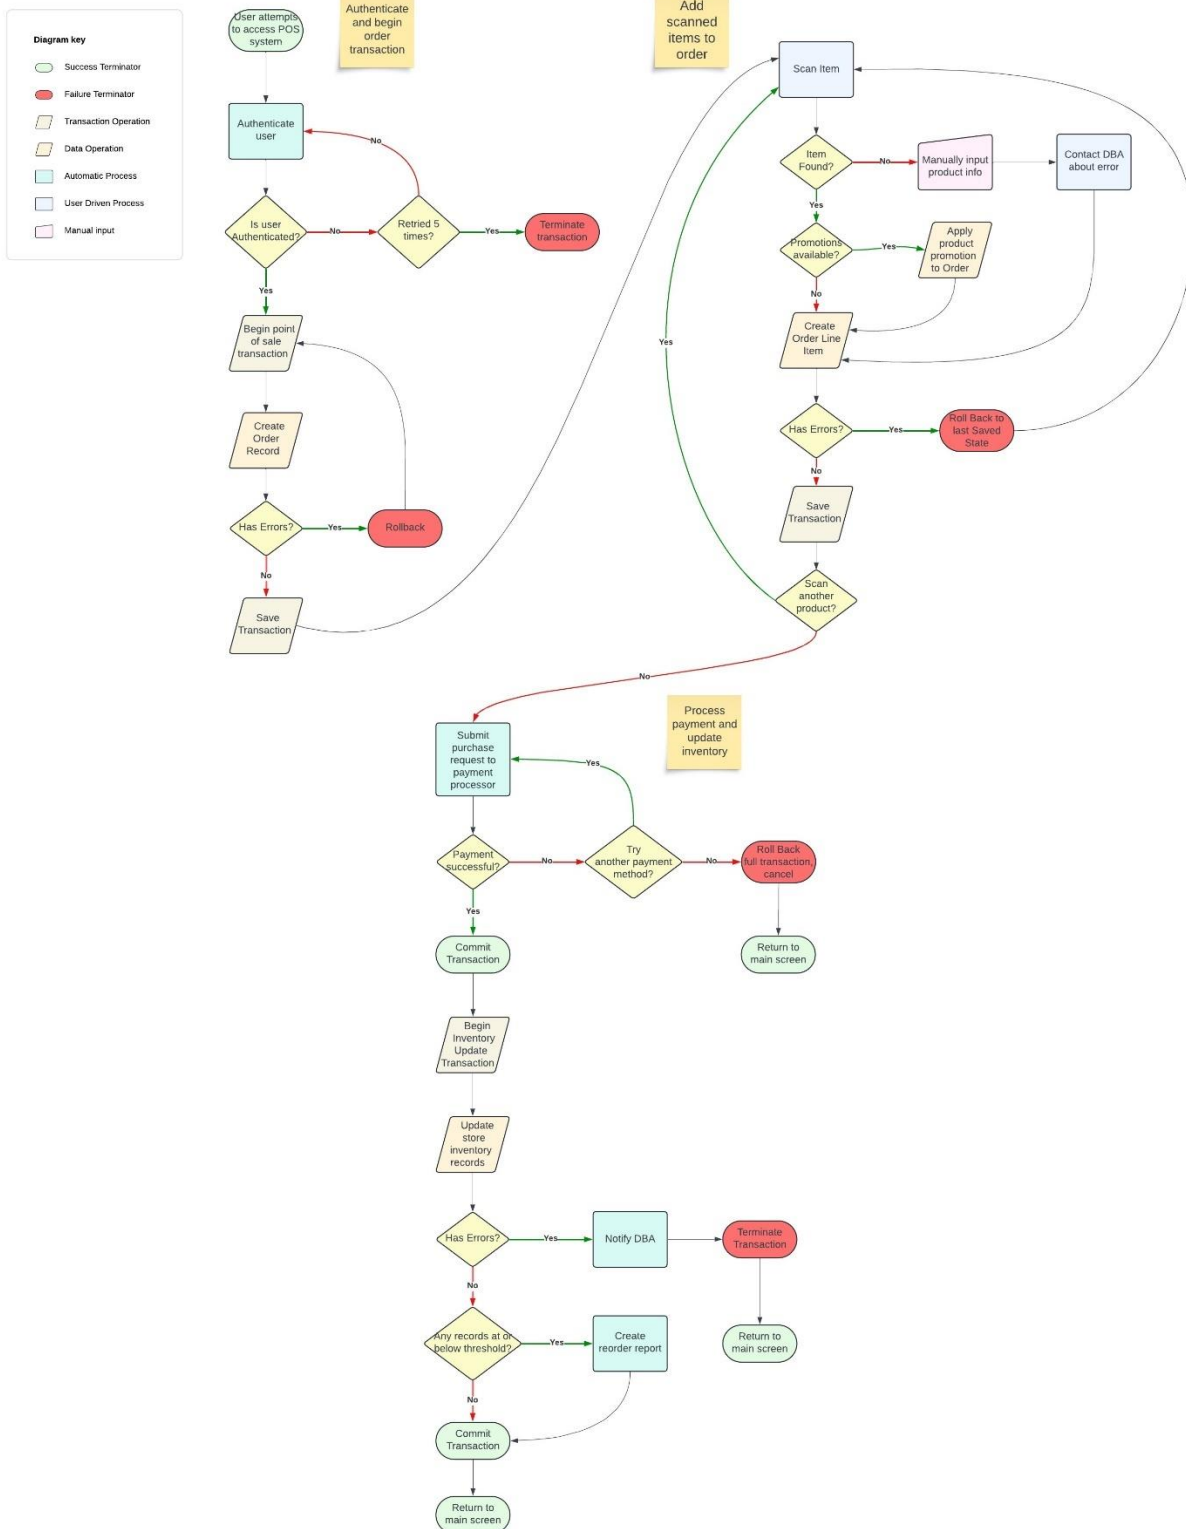 Diagram key
Success Terminator
Failure Terminator
Transaction Operation
Data Operation
Automatic Process
User Driven Process
Manual input
User attempts
to access POS
system
Authenticate
and begin
order
transaction
Authenticate
user
No
Is user
Authenticated?
No
Retried 5
times?
Yes
Terminate
transaction
Yes
Begin point
of sale
transaction
Create
Order
Record
Has Errors?
Yes
Rollback
No
Save
Transaction
Add
scanned
items to
order
Scan Item
Item
Found?
No
Manually input
product info
Contact DBA
about error
Yes
Promotions
available?
Yes
Apply
product
promotion
to Order
No
Create
Order Line
Item
Yes
Has Errors?
Yes
Roll Back to
last Saved
State
No
Save
Transaction
Scan
another
product?
No
Process
payment and
update
inventory
Submit
purchase
request to
payment
processor
Yes
Payment
successful?
No
Try
another payment
method?
No
Roll Back
full transaction,
cancel
Yes
Commit
Transaction
Return to
main screen
Begin
Inventory
Update
Transaction
Update
store
inventory
records
Has Errors?
Yes
Notify DBA
Terminate
Transaction
No
Any records at or
below threshold?
Yes
Create
reorder report
Return to
main screen
No
Commit
Transaction
Return to
main screen